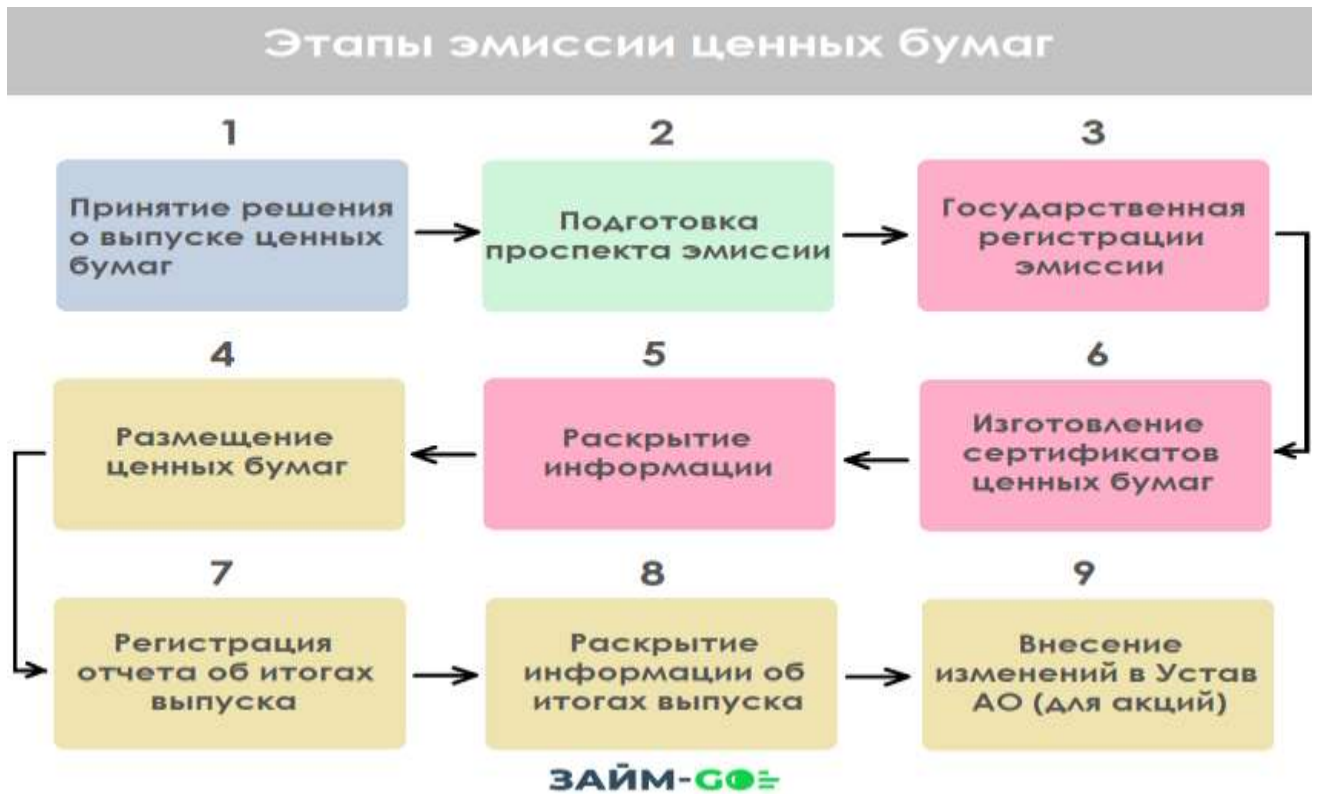 Этапы эмиссии ценных бумаг
1
Принятие решения
о выпуске ценных
бумаг
2
Подготовка
проспекта эмиссии
3
Государственная
регистрации
эмиссии
4
Размещение
ценных бумаг
5
Раскрытие
информации
6
Изготовление
сертификатов
ценных бумаг
7
Регистрация
отчета об итогах
выпуска
8
Раскрытие
информации об
итогах выпуска
9
Внесение
изменений в Устав
АО (для акций)
ЗАЙМ-GO